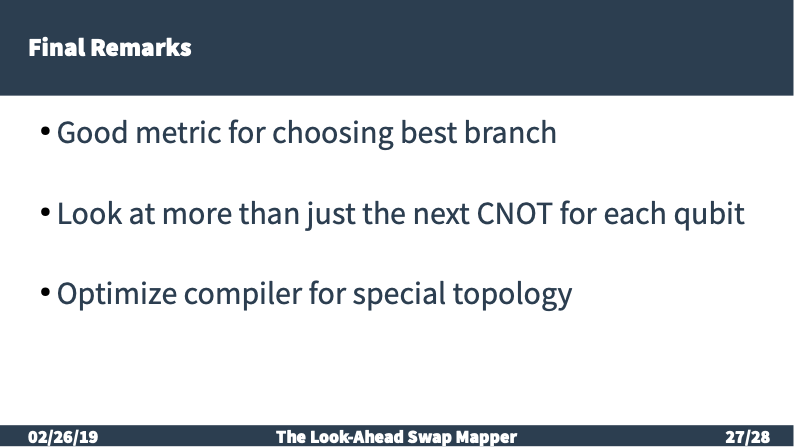 Final Remarks
• Good metric for choosing best branch
• Look at more than just the next CNOT for each qubit
• Optimize compiler for special topology
02/26/19 The Look-Ahead Swap Mapper 27/28